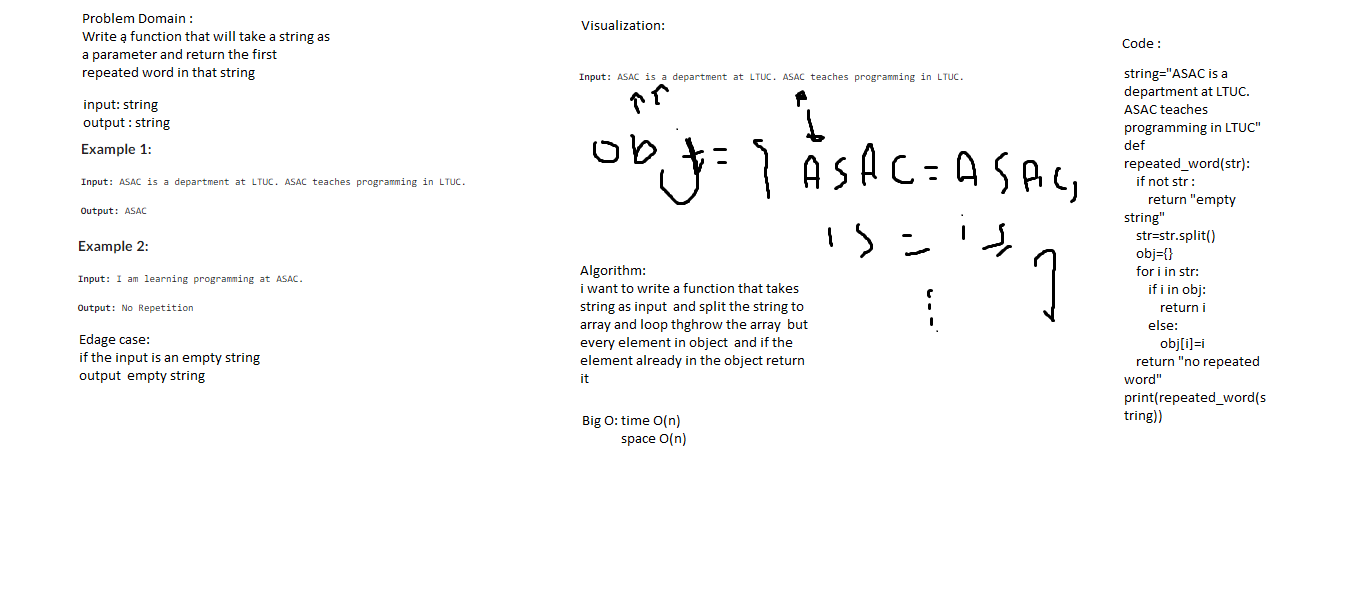 Problem Domain :
Write a function that will take a string as
a parameter and return the first
repeated word in that string
input: string
output : string
Example 1:
Input: ASAC is a department at LTUC. ASAC teaches programming in LTUC.
Output: ASAC
Example 2:
Input: I am learning programming at ASAC.
Output: No Repetition
Edage case:
if the input is an empty string
output empty string
Visualization:
Input: ASAC is a department at LTUC. ASAC teaches programming in LTUC.
obj= { ASAC=ASAC,
is = is,
}
Algorithm:
i want to write a function that takes
string as input and split the string to
array and loop thghrow the array but
every element in object and if the
element already in the object return
it
Big O: time O(n)
space O(n)
Code :
string="ASAC is a
department at LTUC.
ASAC teaches
programming in LTUC"
def
repeated_word(str):
if not str :
return "empty
string"
str=str.split()
obj={}
for i in str:
if i in obj:
return i
else:
obj[i]=i
return "no repeated
word"
print(repeated_word(s
tring))